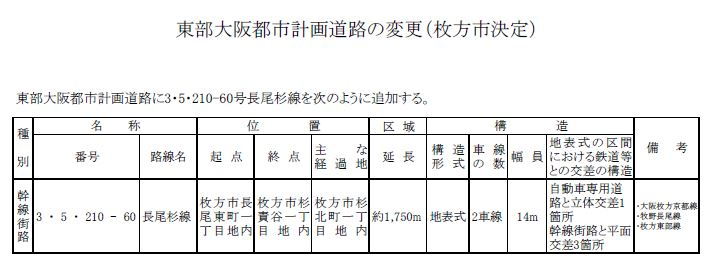 東部大阪都市計画道路の変更（枚方市決定）
東部大阪都市計画道路に3・5・210-60号長尾杉線を次のように追加する。
種別
名 称
位 置
区 域
構 造
備 考
番号
路線名
起 点
終 点
主な
経過地
延 長
構 造
形 式
車 線
の 数
幅 員
地表式の区間
における鉄道等
との交差の構造
幹線街路
3 ・ 5 ・ 210 - 60
長尾杉線
枚方市長
尾東町一
丁目地内
枚方市杉
責谷一丁
目 地 内
枚方市杉
北町一丁
目 地 内
約1,750m
地表式
2車線
14m
自動車専用道
路と立体交差1
箇所
幹線街路と平面
交差3箇所
・大阪枚方京都線
・牧野長尾線
・枚方東部線